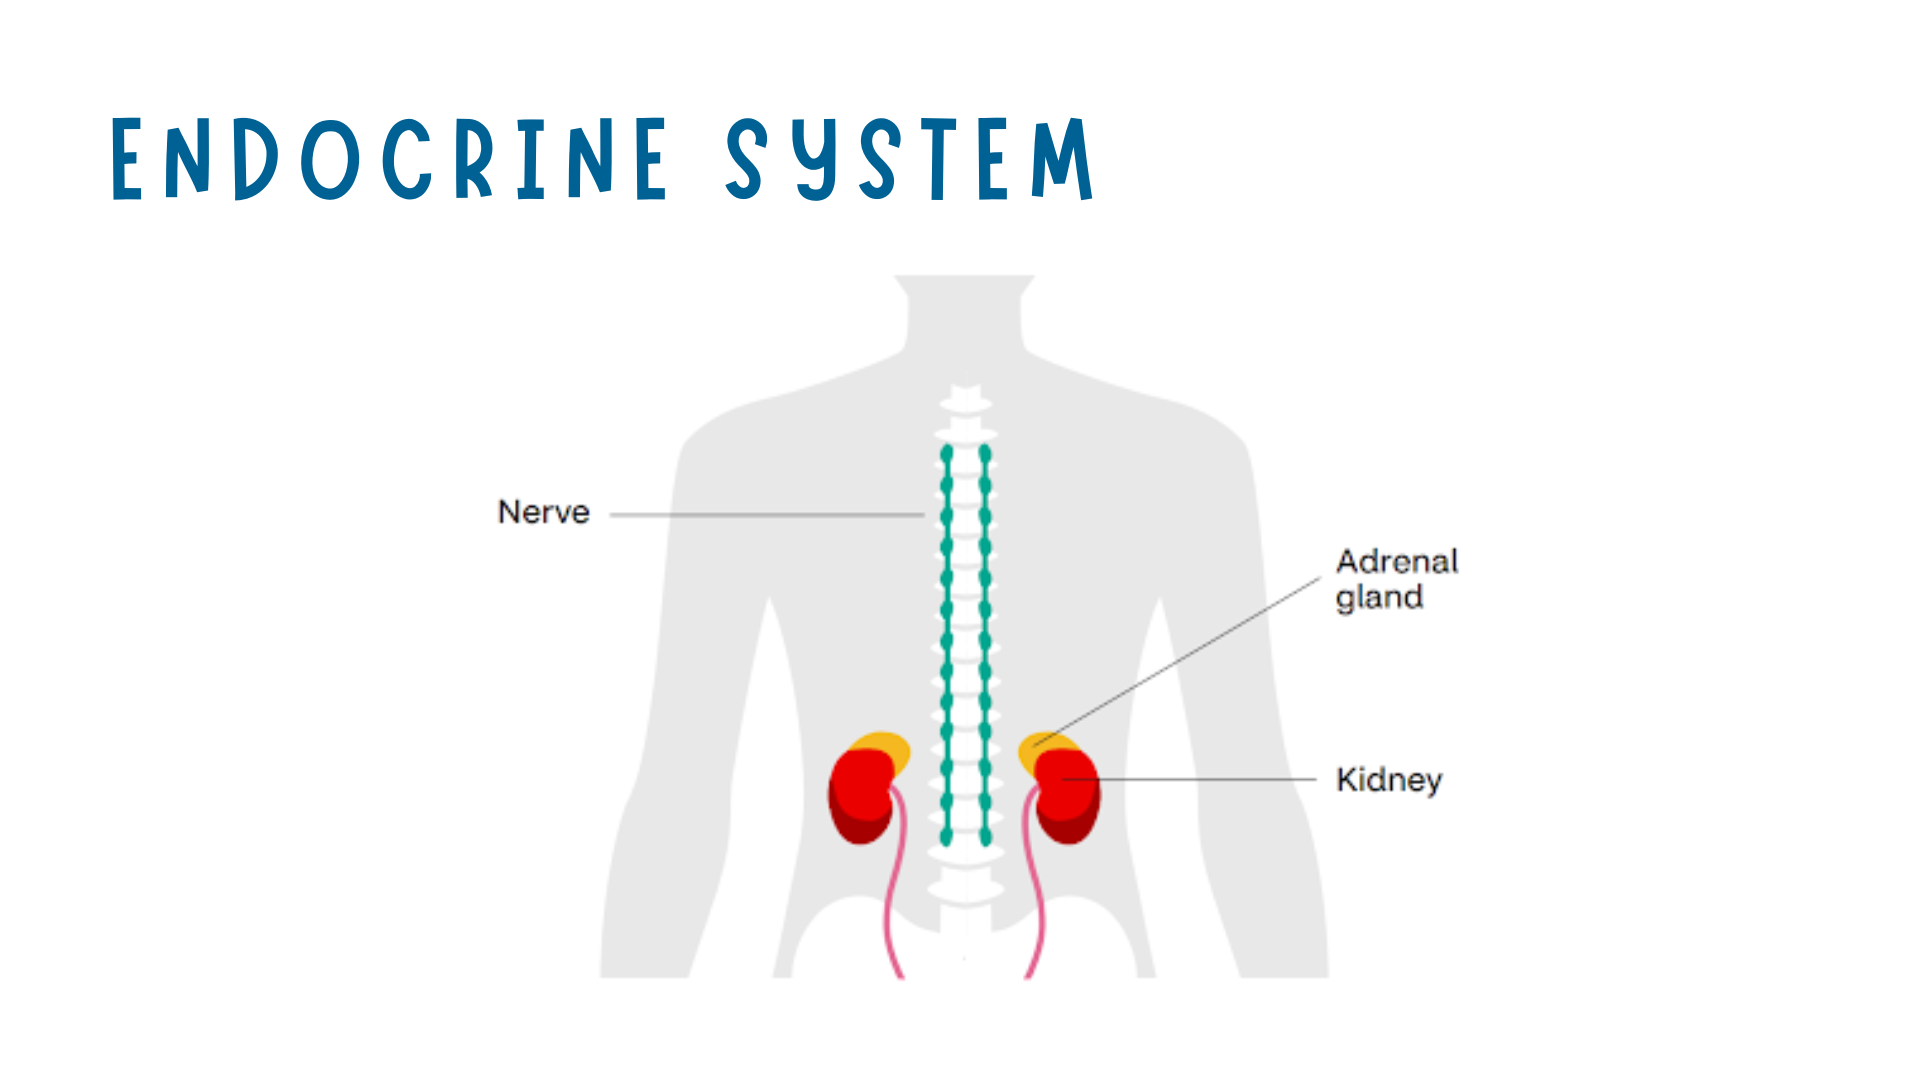 ENDOCRINE SYSTEM
Nerve
Adrenal
gland
Kidney